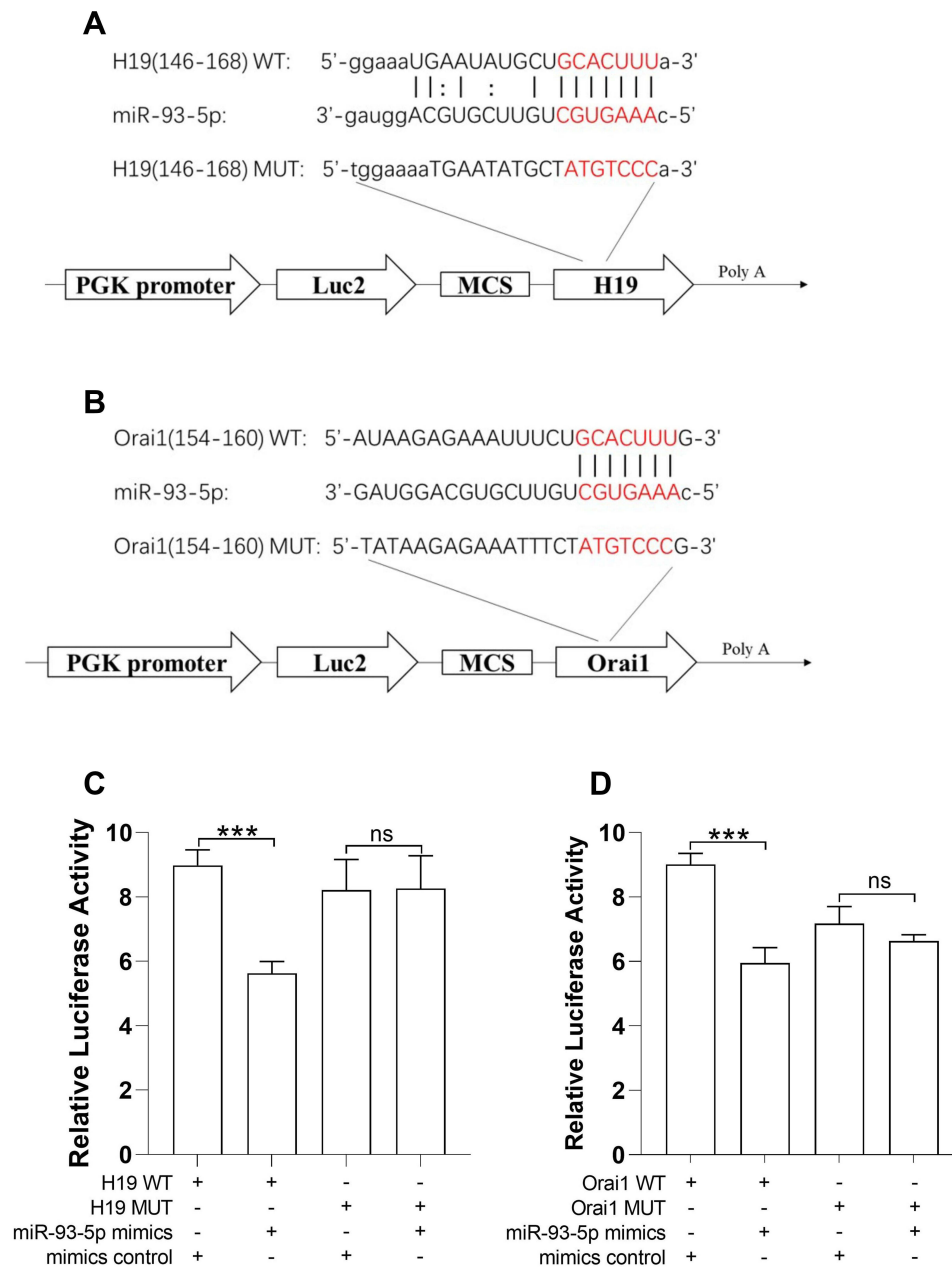 A
H19(146-168) WT: 5'-ggaaaUGAAUAUGCUGCACUUUa-3'
miR-93-5p: 3'-gauggACGUGCUUGUCGUGAAAc-5'
H19(146-168) MUT: 5'-tggaaaaTGAATATGCTATGTCCCa-3'
PGK promoter Luc2 MCS H19 Poly A
B
Orai1(154-160) WT: 5'-AUAAGAGAAAUUUCUGCACUUUG-3'
miR-93-5p: 3'-GAUGGACGUGCUUGUCGUGAAAc-5'
Orai1(154-160) MUT: 5'-TATAAGAGAAATTTCTATGTCCCG-3'
PGK promoter Luc2 MCS Orai1 Poly A
C
Relative Luciferase Activity
10
8
6
4
2
0
*** ns
H19 WT + + - -
H19 MUT - - + +
miR-93-5p mimics - + - +
mimics control + - + -
D
Relative Luciferase Activity
10
8
6
4
2
0
*** ns
Orai1 WT + + - -
Orai1 MUT - - + +
miR-93-5p mimics - + - +
mimics control + - + -